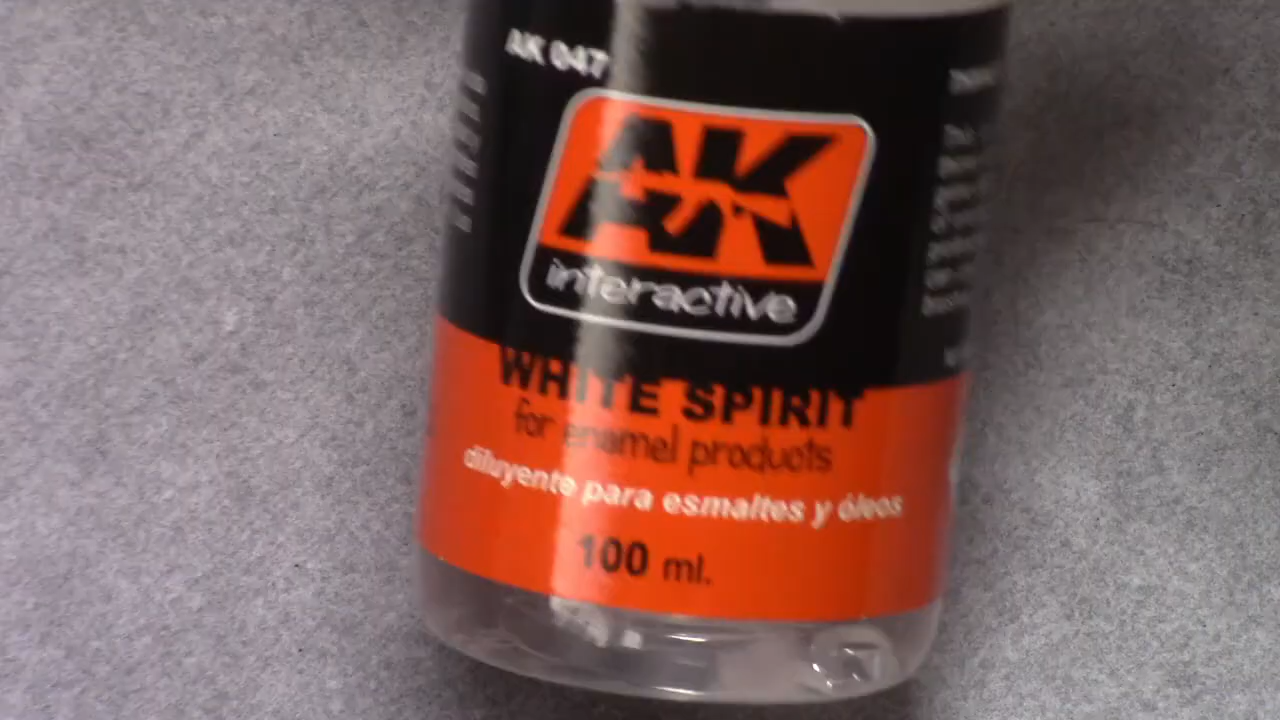 AK 047
AK
interactive
WHITE SPIRIT
for enamel products
diluyente para esmaltes y óleos
100 ml.